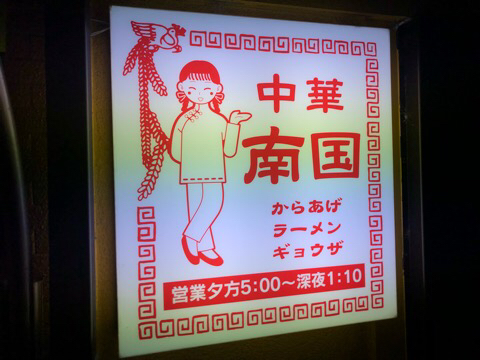 中華
南国
からあげ
ラーメン
ギョウザ
営業夕方5:00～深夜1:10